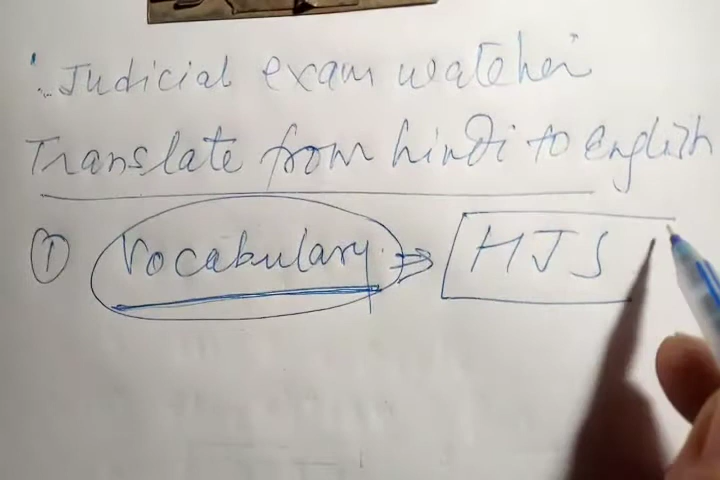 Judicial exam watcher
Translate from hindi to english
① Vocabulary ⇒ HJS